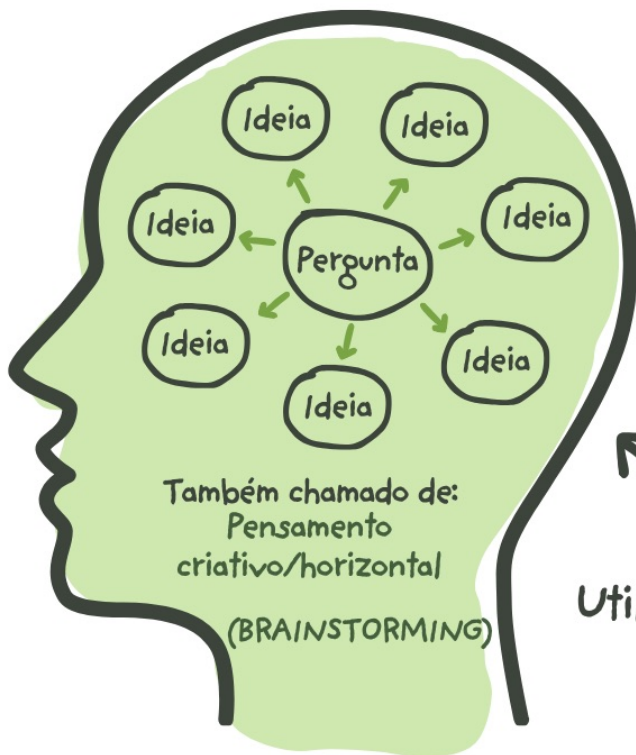 Ideia
Ideia
Ideia
Ideia
Pergunta
Ideia
Ideia
Ideia
Também chamado de:
Pensamento
criativo/horizontal
(BRAINSTORMING)